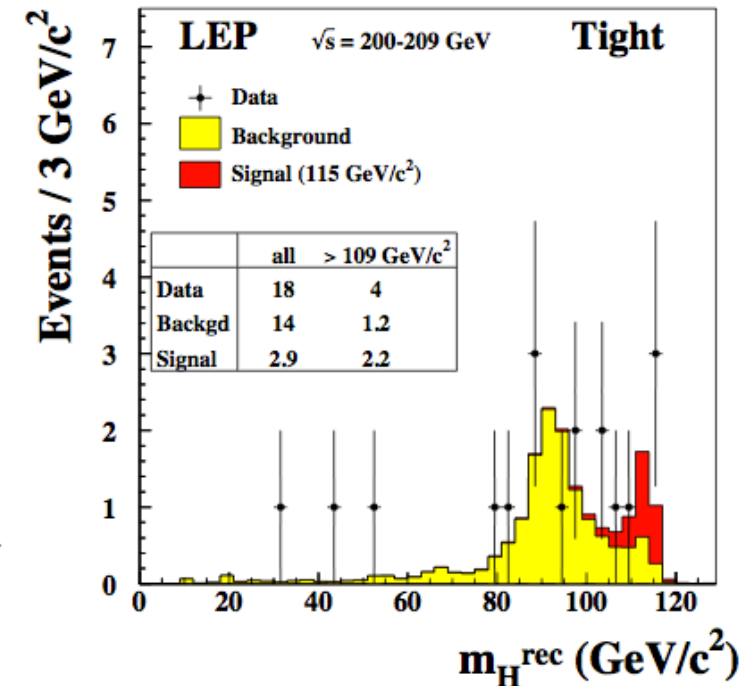 LEP √s = 200-209 GeV Tight
Data
Background
Signal (115 GeV/c²)
all > 109 GeV/c²
Data 18 4
Backgd 14 1.2
Signal 2.9 2.2
Events / 3 GeV/c²
7
6
5
4
3
2
1
0
0 20 40 60 80 100 120
m_H^rec (GeV/c²)